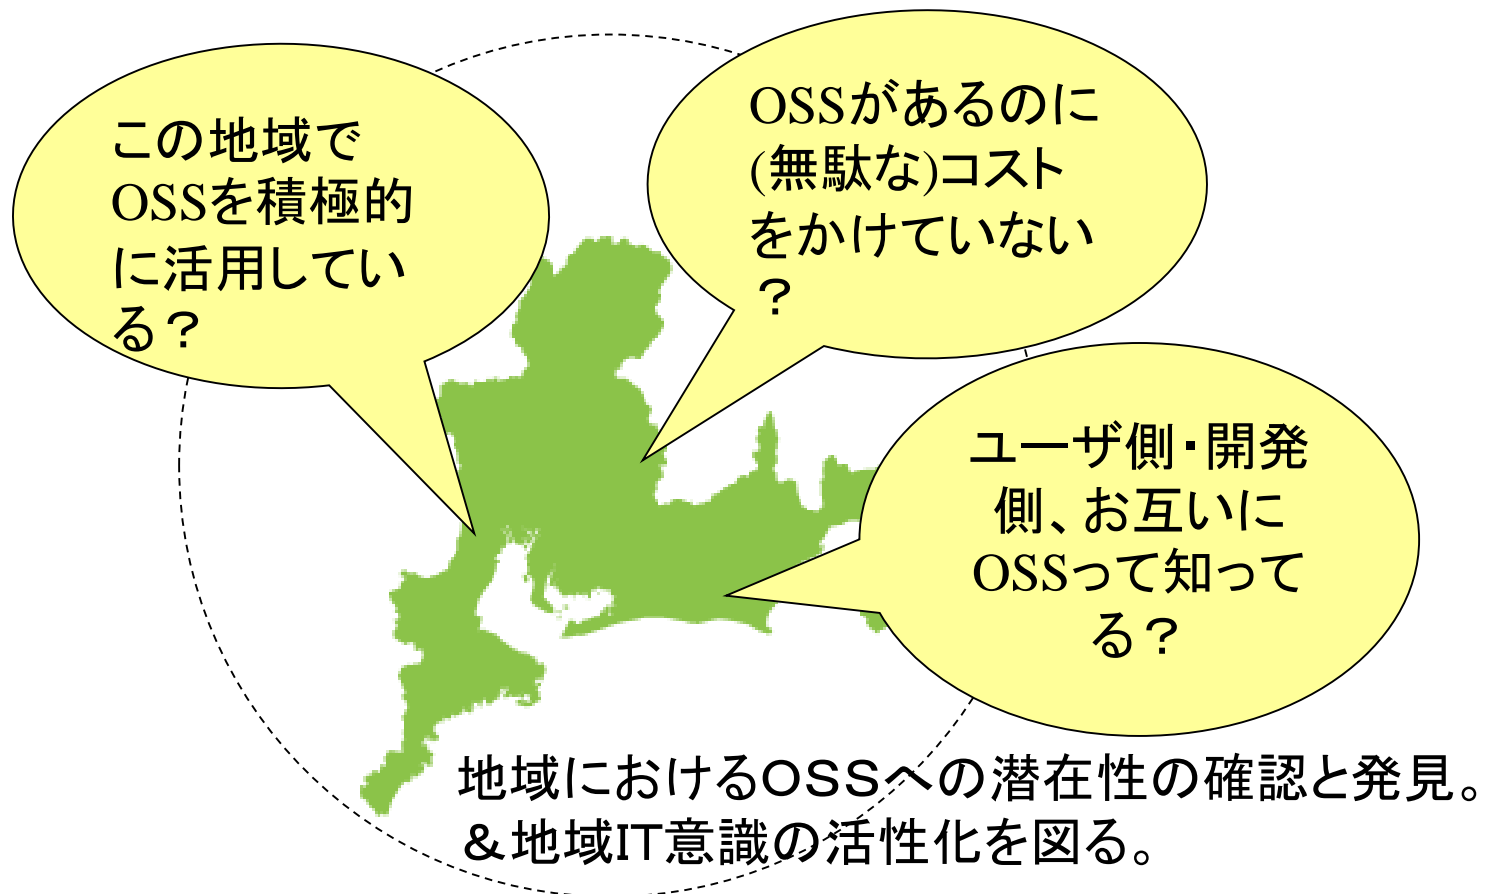 この地域で
OSSを積極的
に活用してい
る？
OSSがあるのに
(無駄な)コスト
をかけていない
？
ユーザ側・開発
側、お互いに
OSSって知って
る？
地域におけるＯＳＳへの潜在性の確認と発見。
＆地域IT意識の活性化を図る。